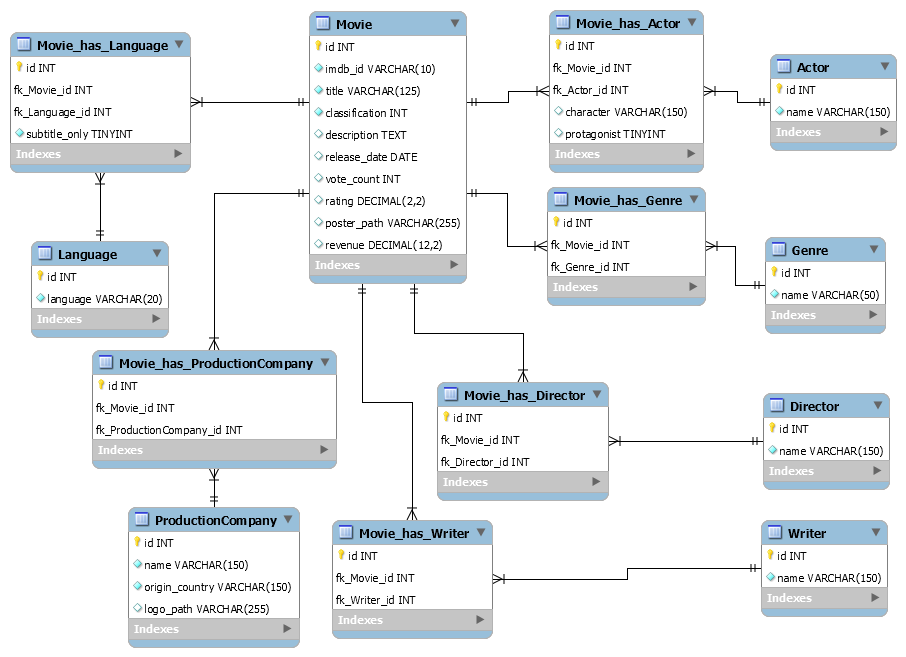 Movie_has_Language
id INT
fk_Movie_id INT
fk_Language_id INT
subtitle_only TINYINT
Indexes
Movie
id INT
imdb_id VARCHAR(10)
title VARCHAR(125)
classification INT
description TEXT
release_date DATE
vote_count INT
rating DECIMAL(2,2)
poster_path VARCHAR(255)
revenue DECIMAL(12,2)
Indexes
Movie_has_Actor
id INT
fk_Movie_id INT
fk_Actor_id INT
character VARCHAR(150)
protagonist TINYINT
Indexes
Actor
id INT
name VARCHAR(150)
Indexes
Language
id INT
language VARCHAR(20)
Indexes
Movie_has_Genre
id INT
fk_Movie_id INT
fk_Genre_id INT
Indexes
Genre
id INT
name VARCHAR(50)
Indexes
Movie_has_ProductionCompany
id INT
fk_Movie_id INT
fk_ProductionCompany_id INT
Indexes
Movie_has_Director
id INT
fk_Movie_id INT
fk_Director_id INT
Indexes
Director
id INT
name VARCHAR(150)
Indexes
ProductionCompany
id INT
name VARCHAR(150)
origin_country VARCHAR(150)
logo_path VARCHAR(255)
Indexes
Movie_has_Writer
id INT
fk_Movie_id INT
fk_Writer_id INT
Indexes
Writer
id INT
name VARCHAR(150)
Indexes